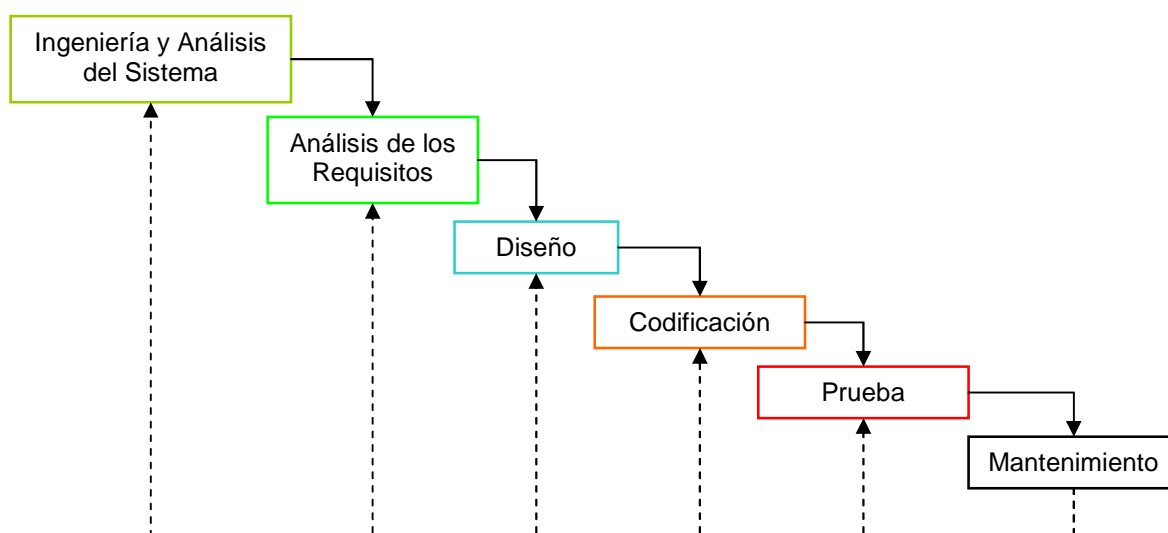 Ingeniería y Análisis
del Sistema
Análisis de los
Requisitos
Diseño
Codificación
Prueba
Mantenimiento